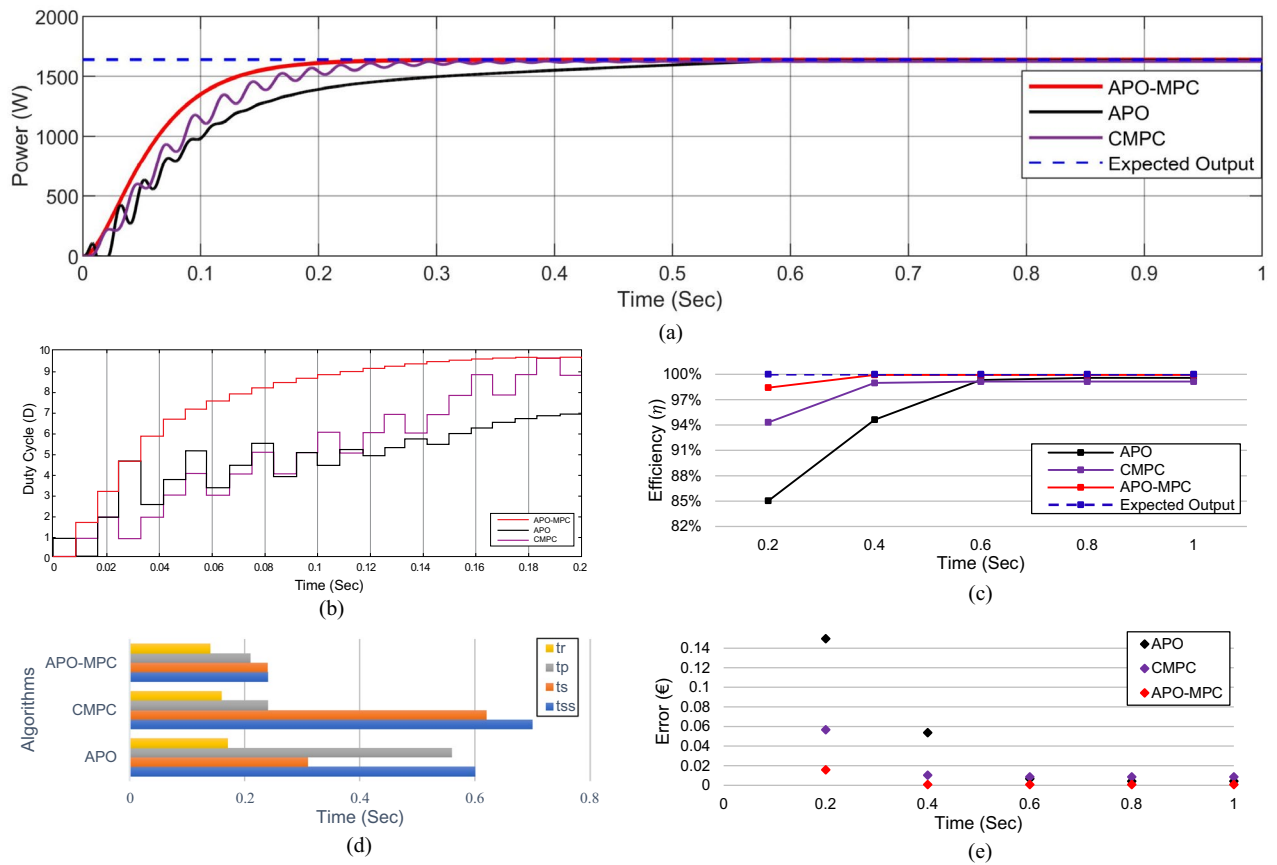 2000
1500
1000
500
0
Power (W)
APO-MPC
APO
CMPC
Expected Output
0 0.1 0.2 0.3 0.4 0.5 0.6 0.7 0.8 0.9 1
Time (Sec)
(a)
10
9
8
7
6
5
4
3
2
1
0
Duty Cycle (D)
APO-MPC
APO
CMPC
0 0.02 0.04 0.06 0.08 0.1 0.12 0.14 0.16 0.18 0.2
Time (Sec)
(b)
100%
97%
94%
91%
88%
85%
82%
Efficiency (η)
APO
CMPC
APO-MPC
Expected Output
0.2 0.4 0.6 0.8 1
Time (Sec)
(c)
Algorithms
APO-MPC
CMPC
APO
tr
tp
ts
tss
0 0.2 0.4 0.6 0.8
Time (Sec)
(d)
0.14
0.12
0.1
0.08
0.06
0.04
0.02
0
Error (€)
APO
CMPC
APO-MPC
0 0.2 0.4 0.6 0.8 1
Time (Sec)
(e)